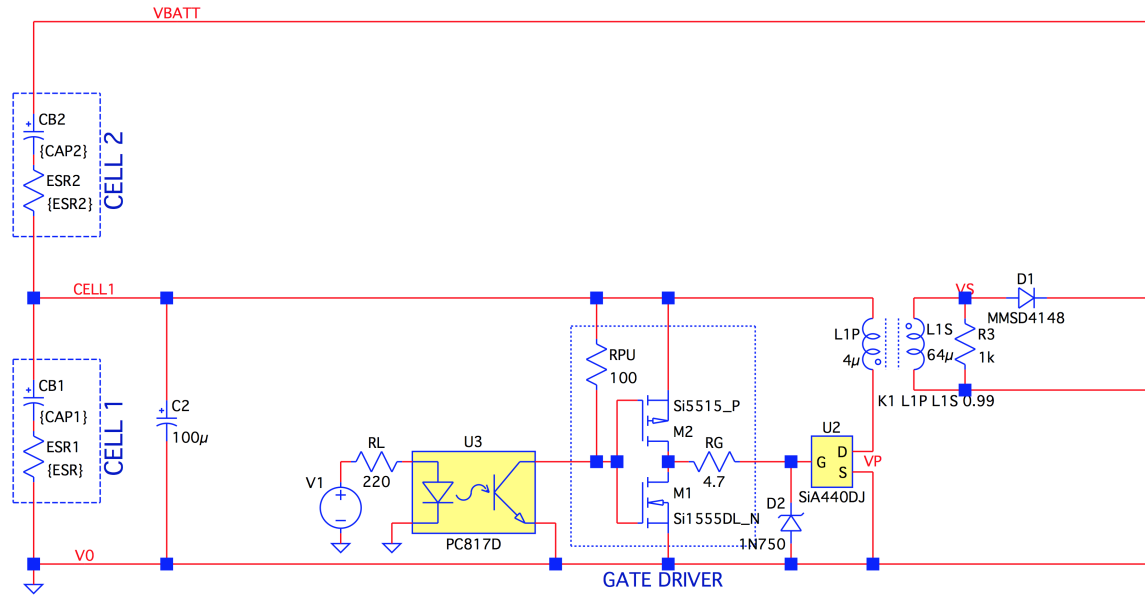 VBATT
+
CB2
{CAP2}
ESR2
{ESR2}
CELL 2
CELL1
VS
D1
MMSD4148
L1P
4µ
L1S
64µ
R3
1k
K1 L1P L1S 0.99
RPU
100
+
CB1
{CAP1}
ESR1
{ESR}
CELL 1
+
C2
100µ
Si5515_P
M2
U3
RL
220
V1
+
−
PC817D
RG
4.7
M1
Si1555DL_N
U2
D
G
S
VP
SiA440DJ
D2
1N750
V0
GATE DRIVER